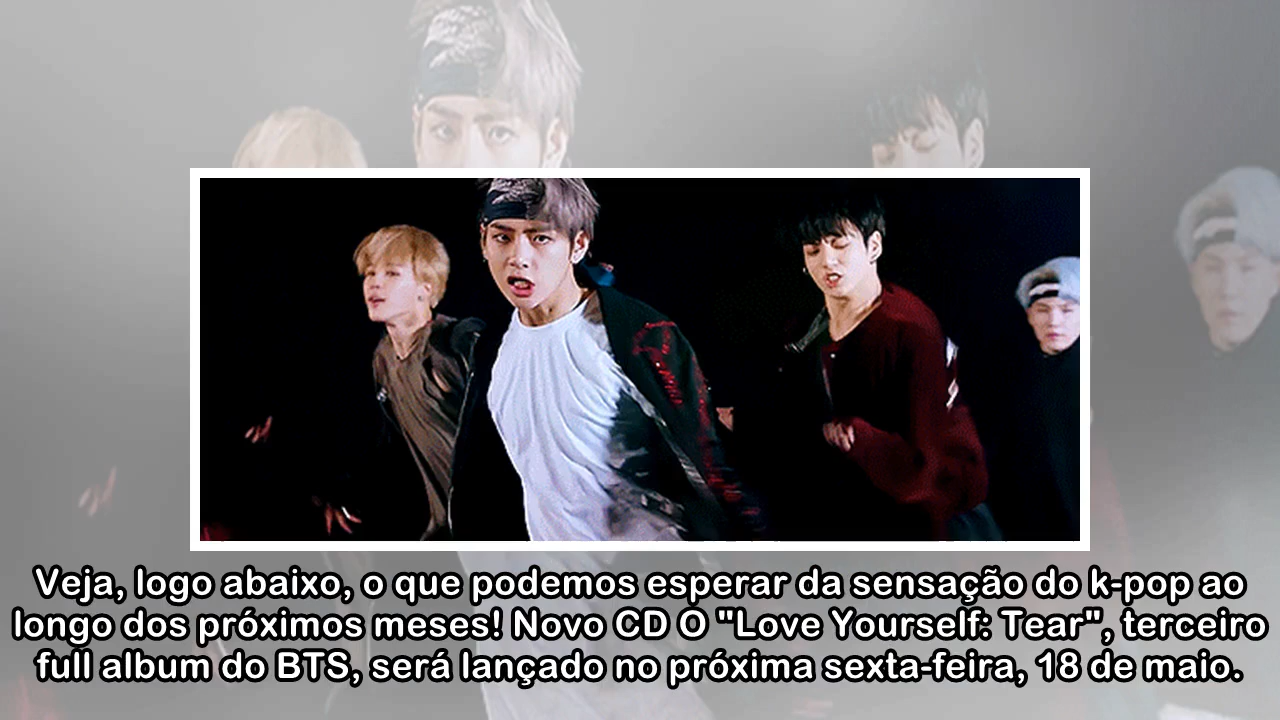 Veja, logo abaixo, o que podemos esperar da sensação do k-pop ao
longo dos próximos meses! Novo CD O "Love Yourself: Tear", terceiro
full album do BTS, será lançado no próxima sexta-feira, 18 de maio.